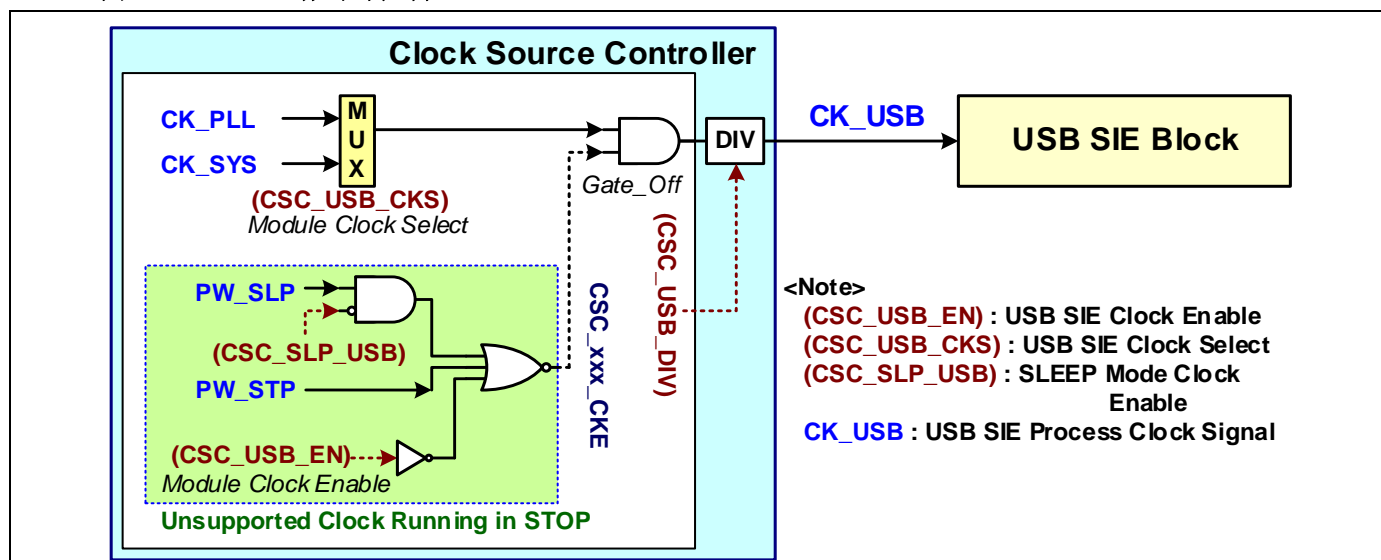 Clock Source Controller
CK_PLL
CK_SYS
M
U
X
(CSC_USB_CKS)
Module Clock Select
Gate_Off
DIV
CK_USB
USB SIE Block
(CSC_USB_DIV)
CSC_xxx_CKE
PW_SLP
(CSC_SLP_USB)
PW_STP
(CSC_USB_EN)
Module Clock Enable
Unsupported Clock Running in STOP
<Note>
(CSC_USB_EN) : USB SIE Clock Enable
(CSC_USB_CKS) : USB SIE Clock Select
(CSC_SLP_USB) : SLEEP Mode Clock
Enable
CK_USB : USB SIE Process Clock Signal